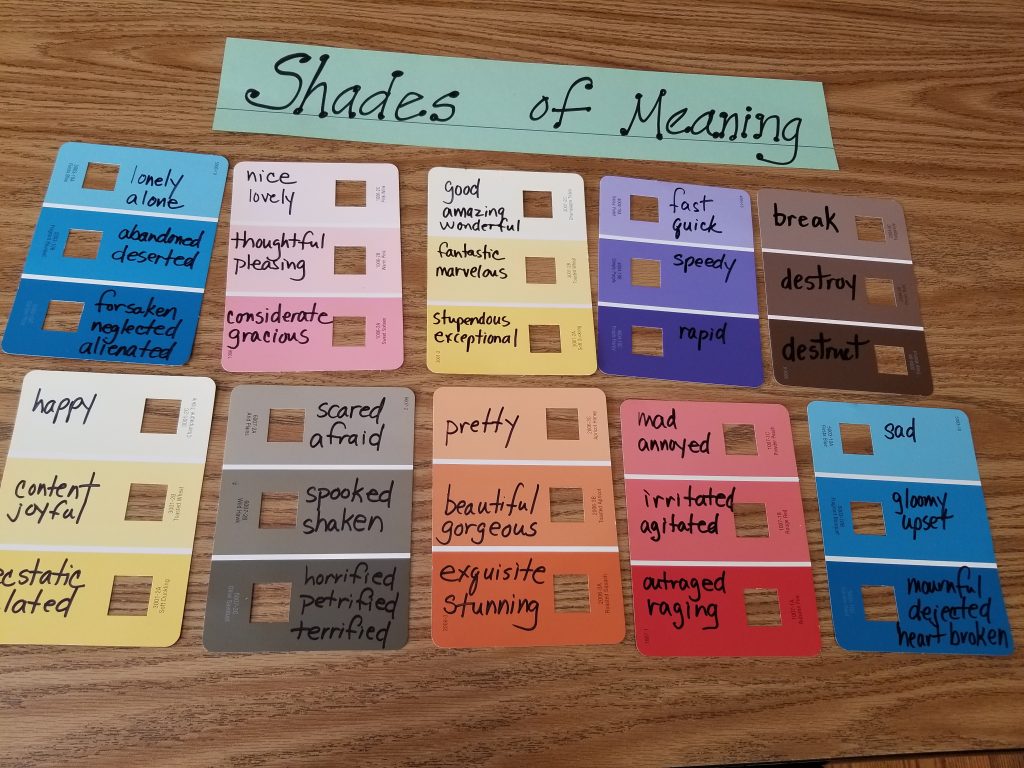 Shades of Meaning
lonely
alone
abandoned
deserted
forsaken
neglected
alienated
nice
lovely
thoughtful
pleasing
considerate
gracious
good
amazing
wonderful
fantastic
marvelous
stupendous
exceptional
fast
quick
speedy
rapid
break
destroy
destruct
happy
content
joyful
ecstatic
lated
scared
afraid
spooked
shaken
horrified
petrified
terrified
pretty
beautiful
gorgeous
exquisite
stunning
mad
annoyed
irritated
agitated
outraged
raging
sad
gloomy
upset
mournful
dejected
heart broken